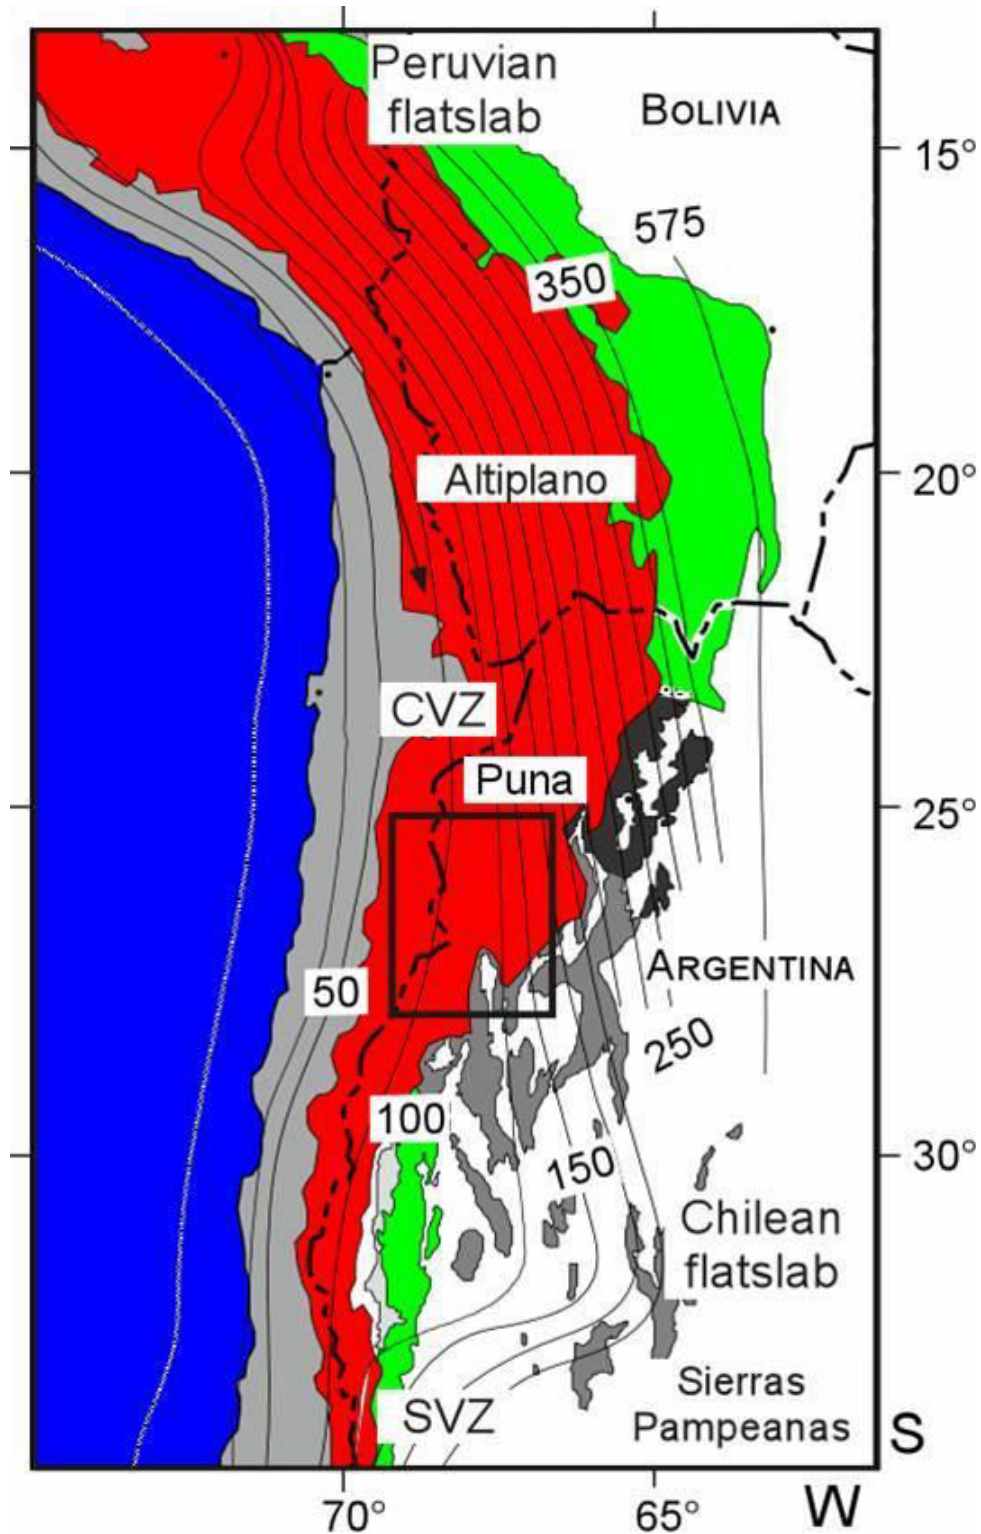 Peruvian
flatslab
BOLIVIA
15°
575
350
Altiplano
20°
CVZ
Puna
25°
ARGENTINA
50
250
100
150
30°
Chilean
flatslab
Sierras
Pampeanas
SVZ
S
70°
65°
W